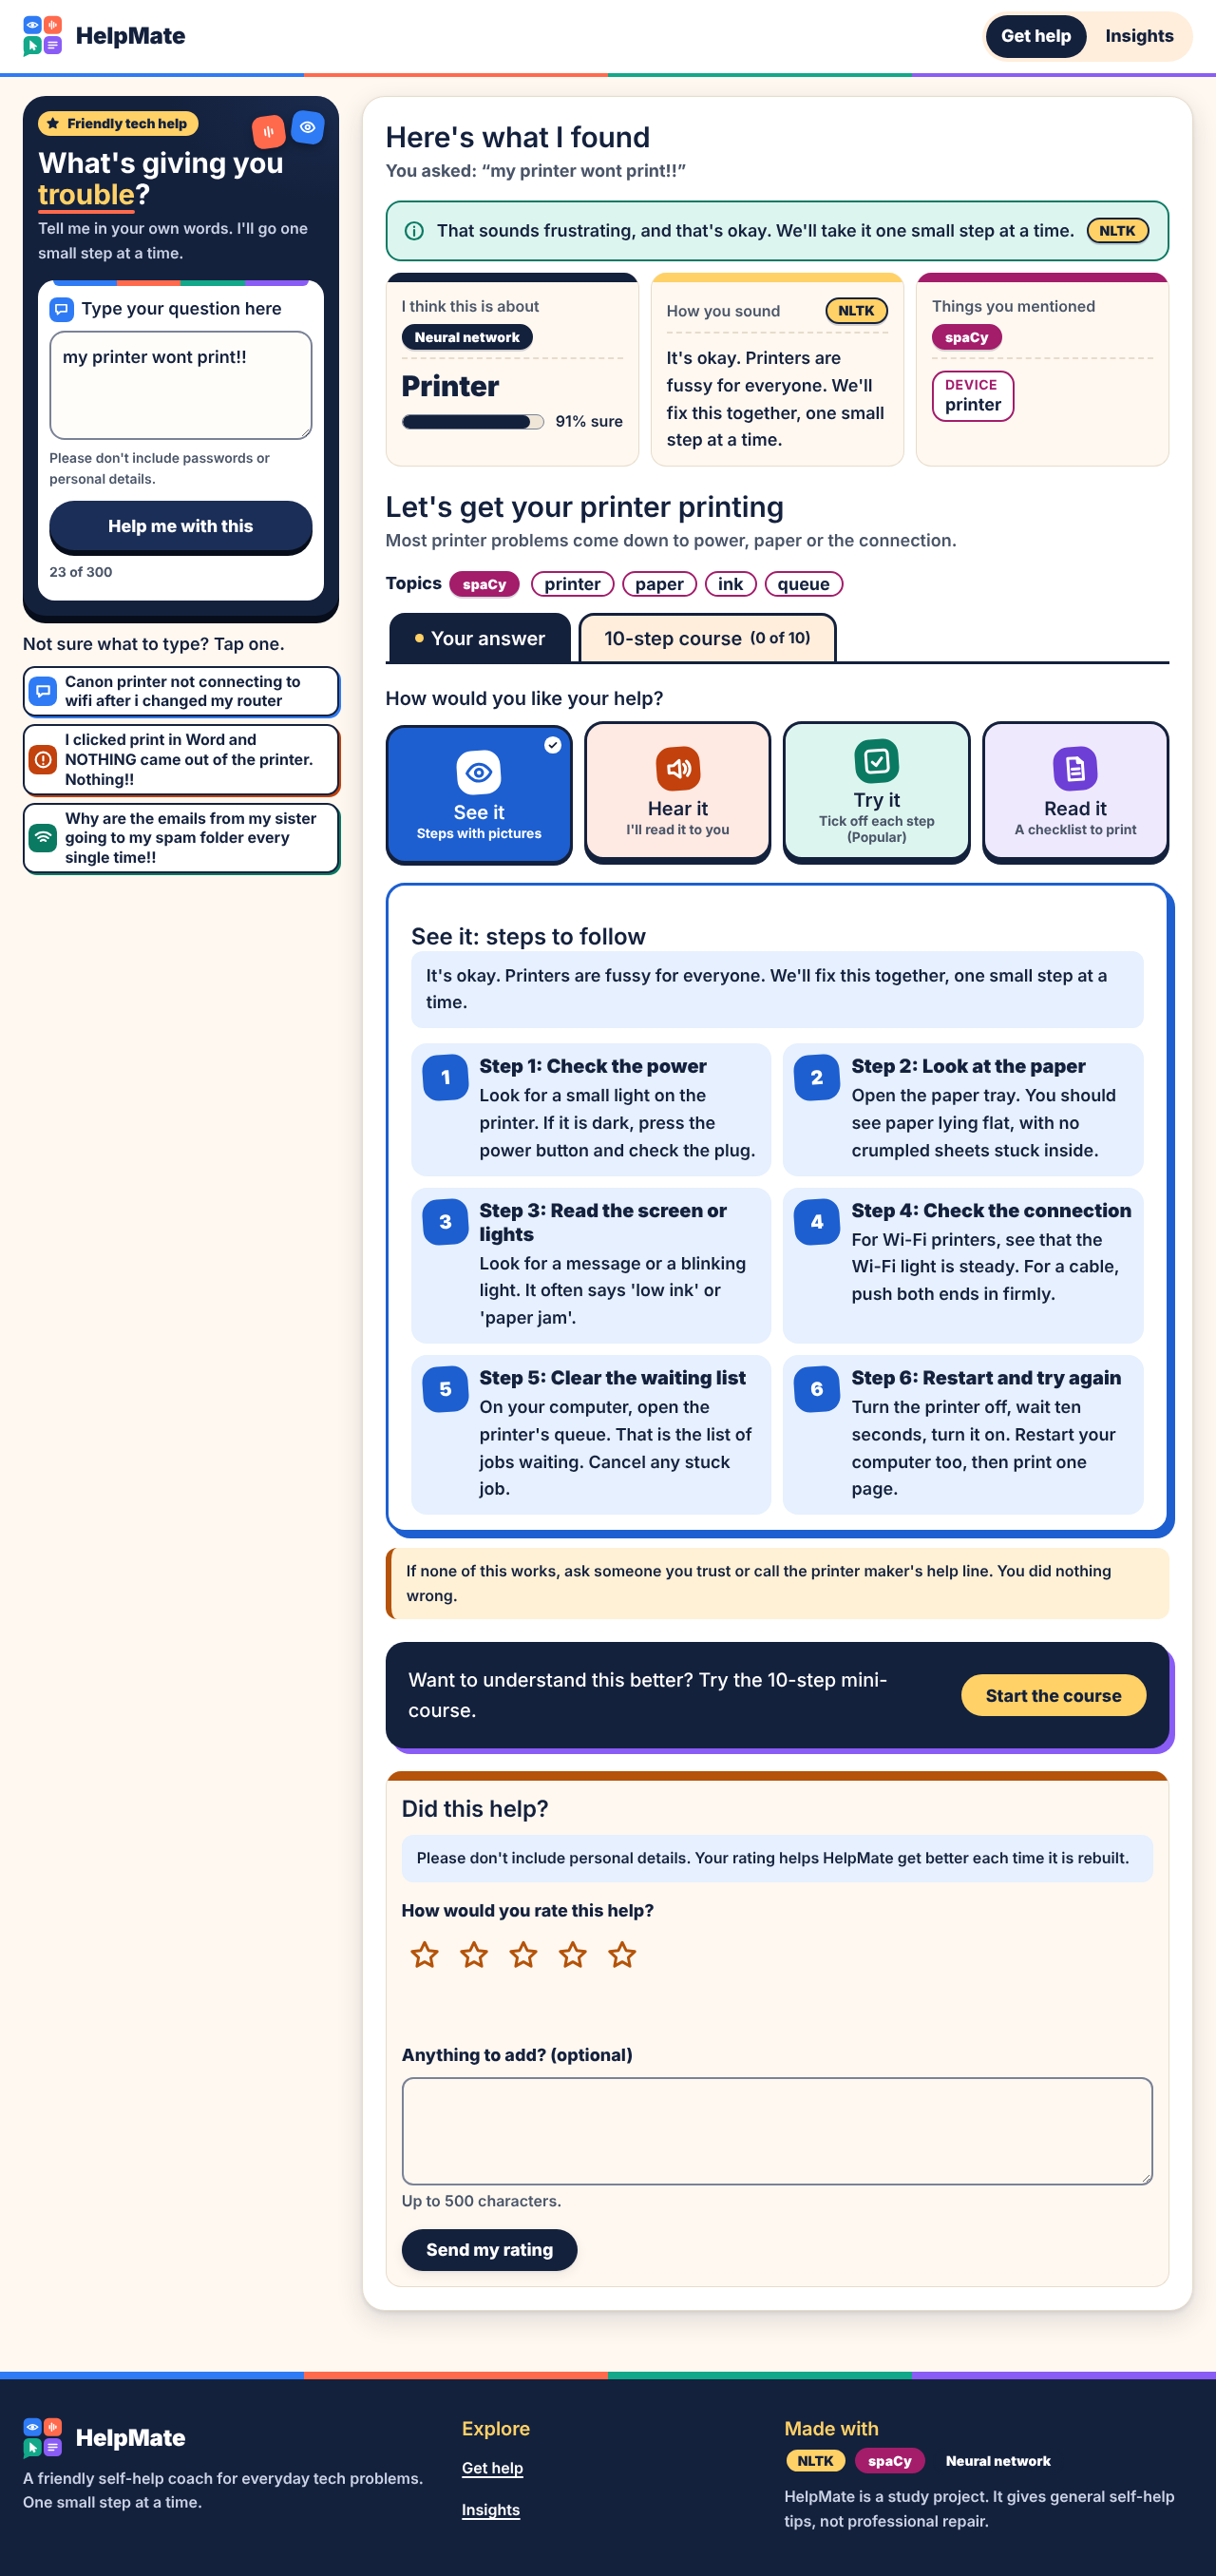 HelpMate
Get help
Insights
Friendly tech help
What's giving you
trouble?
Tell me in your own words. I'll go one
small step at a time.
Type your question here
my printer wont print!!
Please don't include passwords or
personal details.
Help me with this
23 of 300
Not sure what to type? Tap one.
Canon printer not connecting to
wifi after i changed my router
I clicked print in Word and
NOTHING came out of the printer.
Nothing!!
Why are the emails from my sister
going to my spam folder every
single time!!
Here's what I found
You asked: “my printer wont print!!”
That sounds frustrating, and that's okay. We'll take it one small step at a time. NLTK
I think this is about
Neural network
Printer
91% sure
How you sound NLTK
It's okay. Printers are
fussy for everyone. We'll
fix this together, one small
step at a time.
Things you mentioned
spaCy
DEVICE
printer
Let's get your printer printing
Most printer problems come down to power, paper or the connection.
Topics spaCy printer paper ink queue
Your answer
10-step course (0 of 10)
How would you like your help?
See it
Steps with pictures
Hear it
I'll read it to you
Try it
Tick off each step
(Popular)
Read it
A checklist to print
See it: steps to follow
It's okay. Printers are fussy for everyone. We'll fix this together, one small step at a
time.
1
Step 1: Check the power
Look for a small light on the
printer. If it is dark, press the
power button and check the plug.
2
Step 2: Look at the paper
Open the paper tray. You should
see paper lying flat, with no
crumpled sheets stuck inside.
3
Step 3: Read the screen or
lights
Look for a message or a blinking
light. It often says 'low ink' or
'paper jam'.
4
Step 4: Check the connection
For Wi-Fi printers, see that the
Wi-Fi light is steady. For a cable,
push both ends in firmly.
5
Step 5: Clear the waiting list
On your computer, open the
printer's queue. That is the list of
jobs waiting. Cancel any stuck
job.
6
Step 6: Restart and try again
Turn the printer off, wait ten
seconds, turn it on. Restart your
computer too, then print one
page.
If none of this works, ask someone you trust or call the printer maker's help line. You did nothing
wrong.
Want to understand this better? Try the 10-step mini-
course.
Start the course
Did this help?
Please don't include personal details. Your rating helps HelpMate get better each time it is rebuilt.
How would you rate this help?
Anything to add? (optional)
Up to 500 characters.
Send my rating
HelpMate
A friendly self-help coach for everyday tech problems.
One small step at a time.
Explore
Get help
Insights
Made with
NLTK spaCy Neural network
HelpMate is a study project. It gives general self-help
tips, not professional repair.